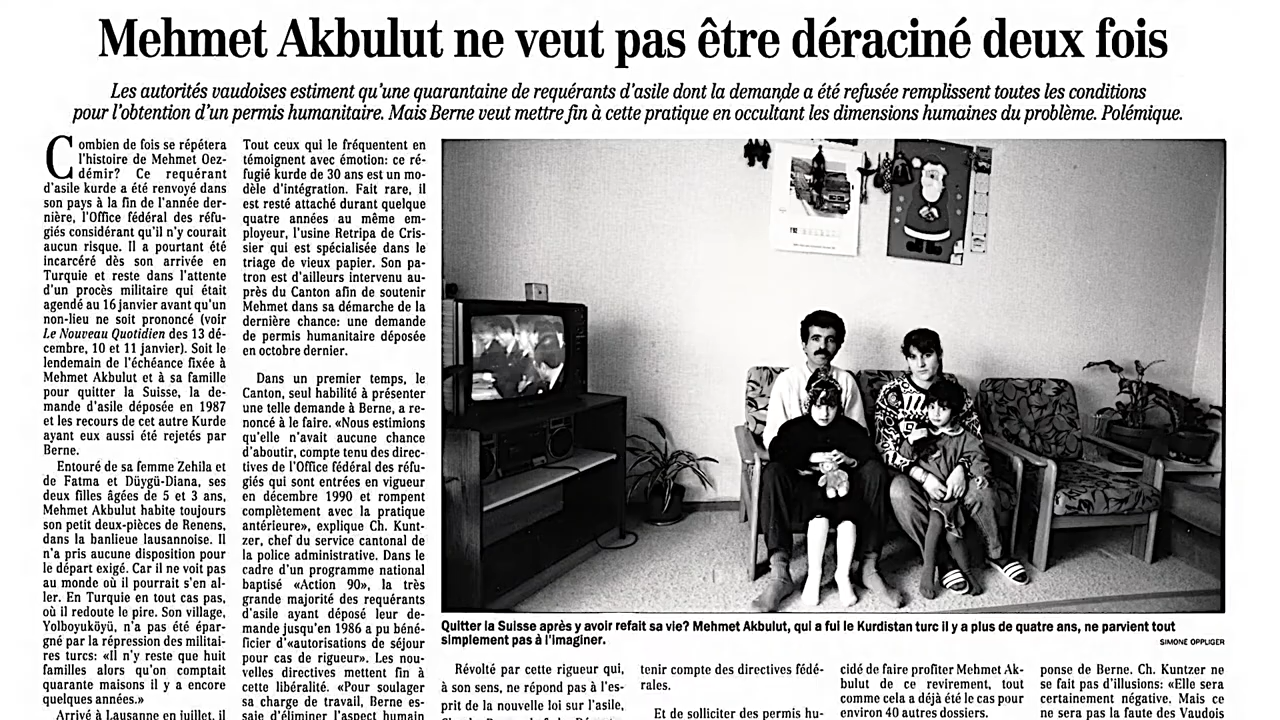 Mehmet Akbulut ne veut pas être déraciné deux fois
Les autorités vaudoises estiment qu'une quarantaine de requérants d'asile dont la demande a été refusée remplissent toutes les conditions
pour l'obtention d'un permis humanitaire. Mais Berne veut mettre fin à cette pratique en occultant les dimensions humaines du problème. Polémique.
Combien de fois se répétera
l'histoire de Mehmet Oez-
démir? Ce requérant
d'asile kurde a été renvoyé dans
son pays à la fin de l'année der-
nière, l'Office fédéral des réfu-
giés considérant qu'il n'y courait
aucun risque. Il a pourtant été
incarcéré dès son arrivée en
Turquie et reste dans l'attente
d'un procès militaire qui était
agendé au 16 janvier avant qu'un
non-lieu ne soit prononcé (voir
Le Nouveau Quotidien des 13 dé-
cembre, 10 et 11 janvier). Soit le
lendemain de l'échéance fixée à
Mehmet Akbulut et à sa famille
pour quitter la Suisse, la de-
mande d'asile déposée en 1987
et les recours de cet autre Kurde
ayant eux aussi été rejetés par
Berne.
Entouré de sa femme Zehila et
de Fatma et Düygü-Diana, ses
deux filles âgées de 5 et 3 ans,
Mehmet Akbulut habite toujours
son petit deux-pièces de Renens,
dans la banlieue lausannoise. Il
n'a pris aucune disposition pour
le départ exigé. Car il ne voit pas
au monde où il pourrait s'en al-
ler. En Turquie en tout cas pas,
où il redoute le pire. Son village,
Yolboyuköyü, n'a pas été épar-
gné par la répression des militai-
res turcs: «Il n'y reste que huit
familles alors qu'on comptait
quarante maisons il y a encore
quelques années.»
Arrivé à Lausanne en juillet, il
Tout ceux qui le fréquentent en
témoignent avec émotion: ce ré-
fugié kurde de 30 ans est un mo-
dèle d'intégration. Fait rare, il
est resté attaché durant quelque
quatre années au même em-
ployeur, l'usine Retripa de Cris-
sier qui est spécialisée dans le
triage de vieux papier. Son pa-
tron est d'ailleurs intervenu au-
près du Canton afin de soutenir
Mehmet dans sa démarche de la
dernière chance: une demande
de permis humanitaire déposée
en octobre dernier.
Dans un premier temps, le
Canton, seul habilité à présenter
une telle demande à Berne, a re-
noncé à le faire. «Nous estimions
qu'elle n'avait aucune chance
d'aboutir, compte tenu des direc-
tives de l'Office fédéral des réfu-
giés qui sont entrées en vigueur
en décembre 1990 et rompent
complètement avec la pratique
antérieure», explique Ch. Kunt-
zer, chef du service cantonal de
la police administrative. Dans le
cadre d'un programme national
baptisé «Action 90», la très
grande majorité des requérants
d'asile ayant déposé leur de-
mande jusqu'en 1986 a pu béné-
ficier d'«autorisations de séjour
pour cas de rigueur». Les nou-
velles directives mettent fin à
cette libéralité. «Pour soulager
sa charge de travail, Berne es-
saie d'éliminer l'aspect humain
Quitter la Suisse après y avoir refait sa vie? Mehmet Akbulut, qui a fui le Kurdistan turc il y a plus de quatre ans, ne parvient tout
simplement pas à l'imaginer.
SIMONE OPPLIGER
Révolté par cette rigueur qui,
à son sens, ne répond pas à l'es-
prit de la nouvelle loi sur l'asile,
tenir compte des directives fédé-
rales.
Et de solliciter des permis hu-
cidé de faire profiter Mehmet Ak-
bulut de ce revirement, tout
comme cela a déjà été le cas pour
environ 40 autres dossiers.
ponse de Berne. Ch. Kuntzer ne
se fait pas d'illusions: «Elle sera
certainement négative. Mais ce
ne sera pas la faute des Vaudois